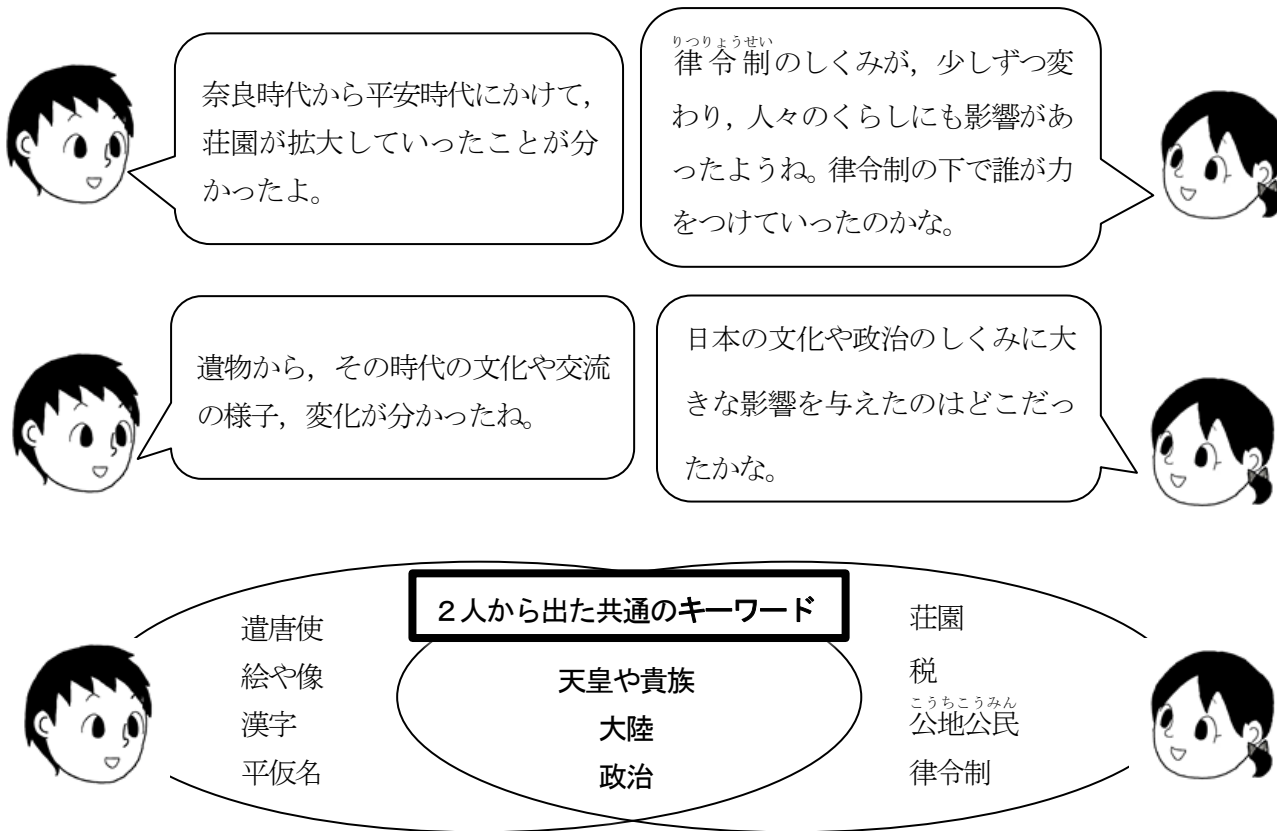 奈良時代から平安時代にかけて，
荘園が拡大していったことが分
かったよ。
りつりょうせい
律令制のしくみが，少しずつ変
わり，人々のくらしにも影響があ
ったようね。律令制の下で誰が力
をつけていったのかな。
遺物から，その時代の文化や交流
の様子，変化が分かったね。
日本の文化や政治のしくみに大
きな影響を与えたのはどこだっ
たかな。
２人から出た共通のキーワード
遣唐使
絵や像
漢字
平仮名
天皇や貴族
大陸
政治
荘園
税
こうちこうみん
公地公民
律令制